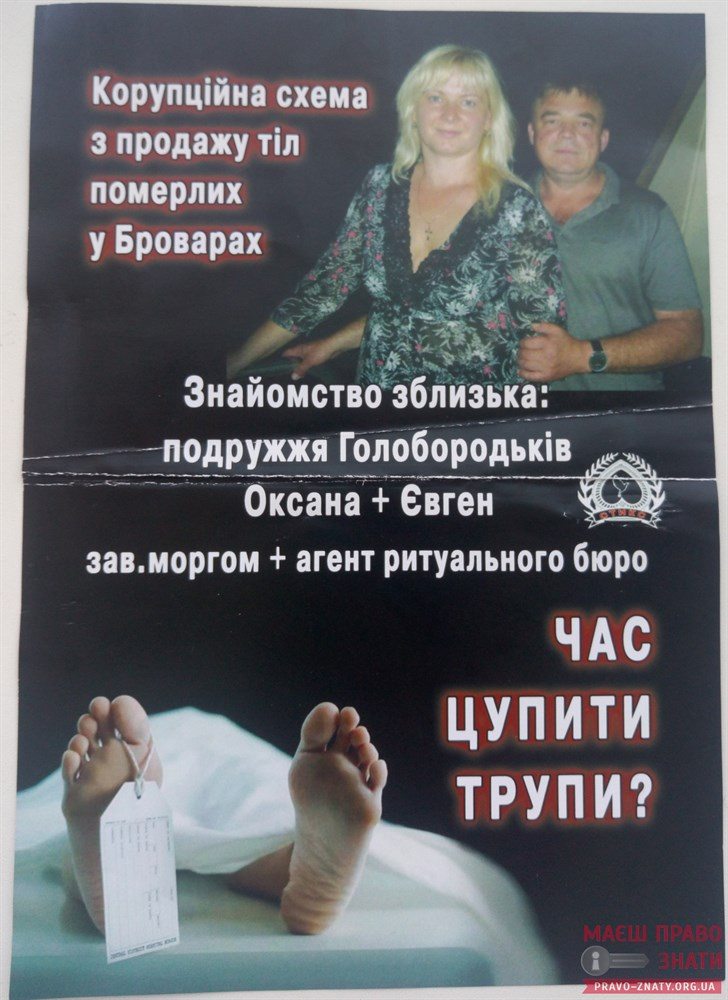 Корупційна схема
з продажу тіл
померлих
у Броварах
Знайомство зблизька:
подружжя Голобородьків
Оксана + Євген
СТИКС
зав.моргом + агент ритуального бюро
ЧАС
ЦУПИТИ
ТРУПИ?
МАЄШ ПРАВО
ЗНАТИ
PRAVO-ZNATY.ORG.UA